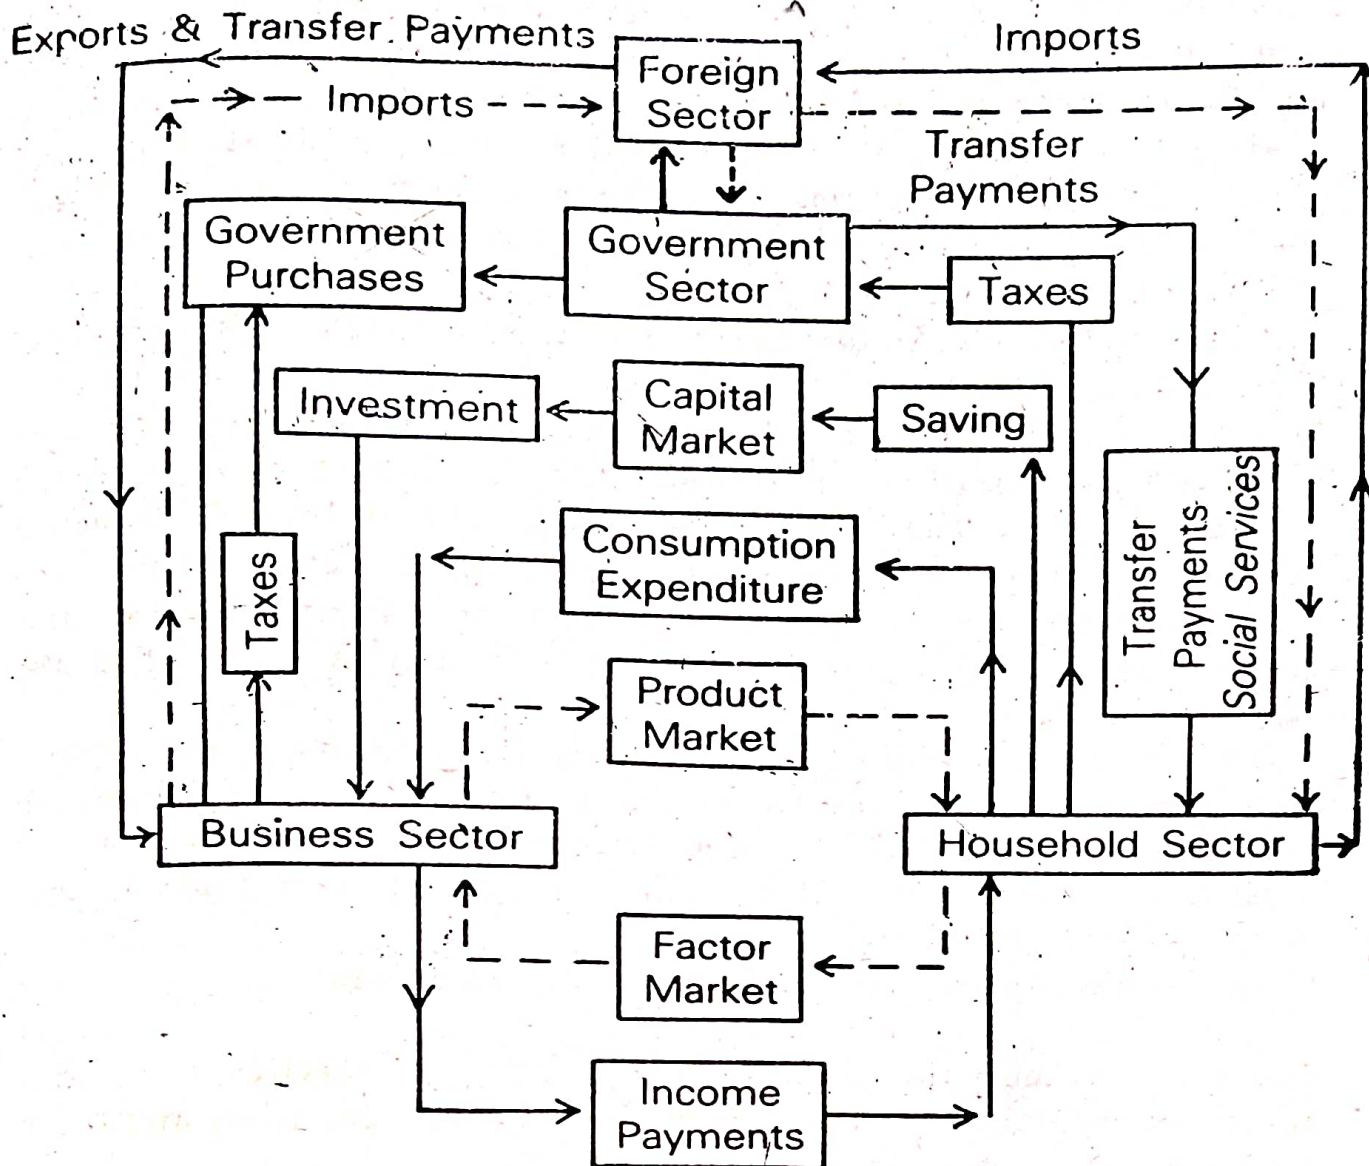 Exports & Transfer Payments
Imports
Foreign
Sector
Imports
Transfer
Payments
Government
Purchases
Government
Sector
Taxes
Investment
Capital
Market
Saving
Consumption
Expenditure
Taxes
Transfer
Payments
Social Services
Product
Market
Business Sector
Household Sector
Factor
Market
Income
Payments